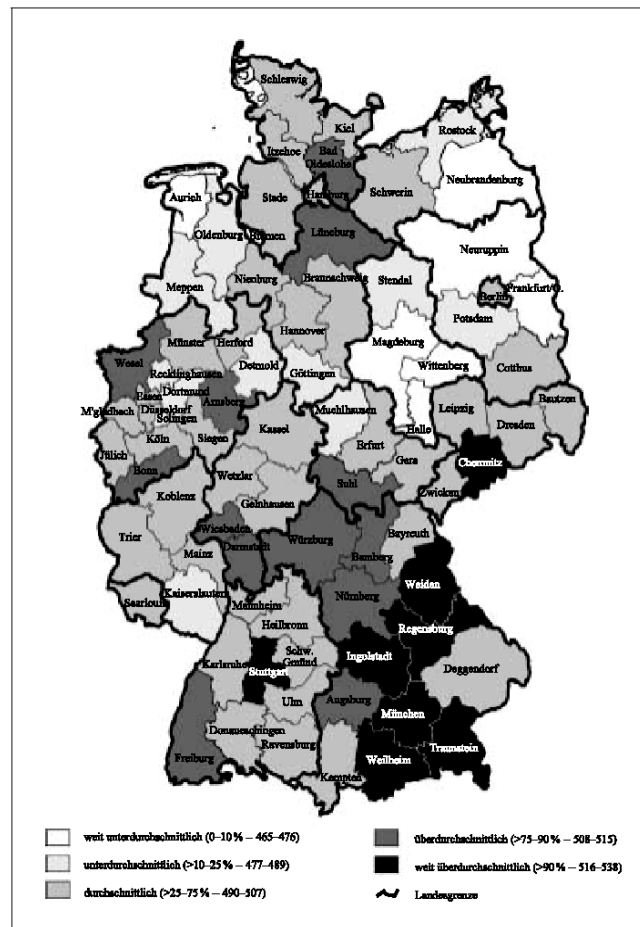 Schleswig
Kiel
Rostock
Itzehoe
Bad
Oldesloe
Neubrandenburg
Schwerin
Hamburg
Stade
Aurich
Lüneburg
Oldenburg
Bremen
Neuruppin
Stendal
Nienburg
Braunschweig
Meppen
Berlin
Frankfurt/O.
Potsdam
Hannover
Münster
Herford
Magdeburg
Wesel
Detmold
Wittenberg
Cottbus
Recklinghausen
Göttingen
Dortmund
Essen
Arnsberg
Muehlhausen
Leipzig
Bautzen
M'gladbach
Düsseldorf
Solingen
Kassel
Halle
Dresden
Köln
Siegen
Erfurt
Gera
Jülich
Chemnitz
Bonn
Wetzlar
Suhl
Zwickau
Koblenz
Gelnhausen
Wiesbaden
Trier
Würzburg
Bayreuth
Darmstadt
Mainz
Bamberg
Weiden
Kaiserslautern
Nürnberg
Saarlouis
Mannheim
Heilbronn
Regensburg
Schw.
Gmünd
Ingolstadt
Karlsruhe
Stuttgart
Deggendorf
Ulm
Augsburg
München
Donaueschingen
Ravensburg
Traunstein
Freiburg
Weilheim
Kempten
weit unterdurchschnittlich (0–10% – 465–476)
unterdurchschnittlich (>10–25% – 477–489)
durchschnittlich (>25–75% – 490–507)
überdurchschnittlich (>75–90% – 508–515)
weit überdurchschnittlich (>90% – 516–538)
Landesgrenze